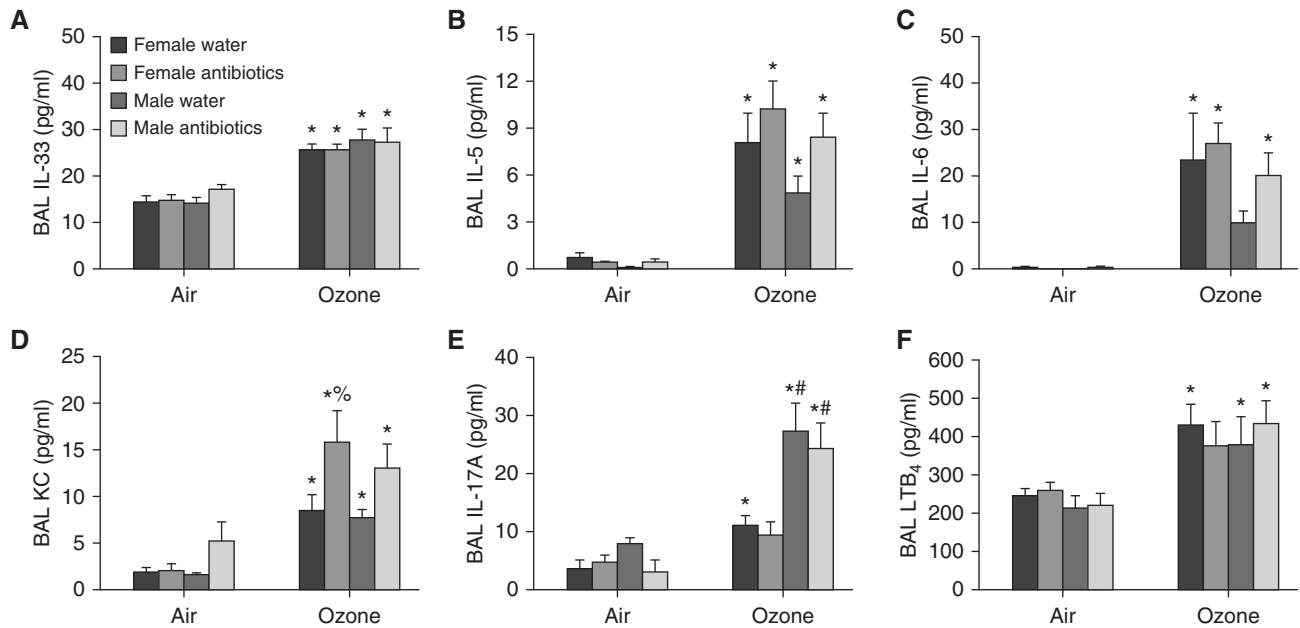 A
BAL IL-33 (pg/ml)
50
40
30
20
10
0
Female water
Female antibiotics
Male water
Male antibiotics
* * * *
Air
Ozone
B
BAL IL-5 (pg/ml)
15
12
9
6
3
0
* * * *
Air
Ozone
C
BAL IL-6 (pg/ml)
50
40
30
20
10
0
* * *
Air
Ozone
D
BAL KC (pg/ml)
25
20
15
10
5
0
* *% * *
Air
Ozone
E
BAL IL-17A (pg/ml)
40
30
20
10
0
* *# *#
Air
Ozone
F
BAL LTB4 (pg/ml)
600
500
400
300
200
100
0
* * *
Air
Ozone